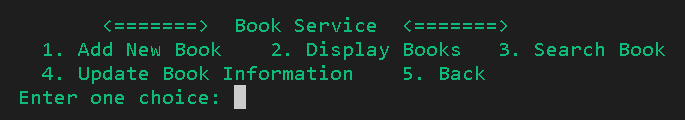 <=======>  Book Service  <=======>
1. Add New Book    2. Display Books   3. Search Book
4. Update Book Information    5. Back
Enter one choice: